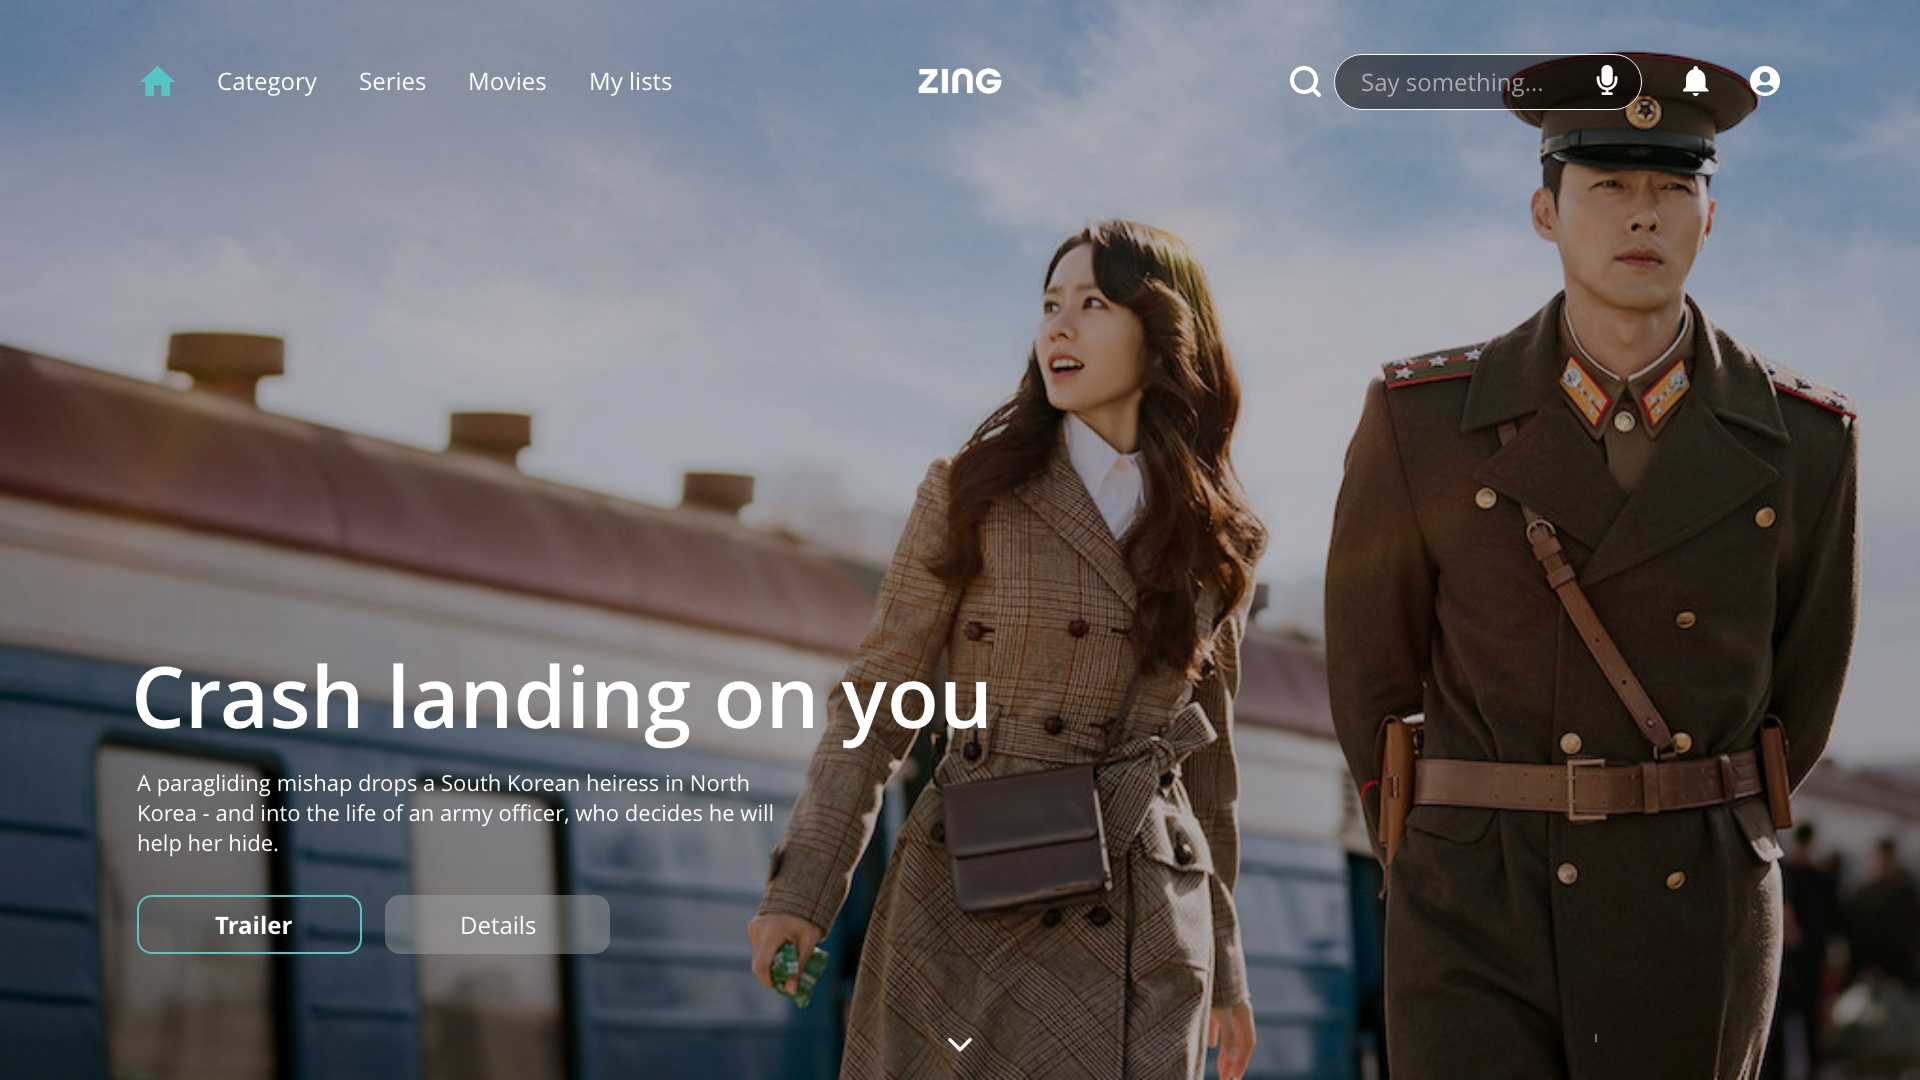 Category Series Movies My lists ZING Say something...
Crash landing on you
A paragliding mishap drops a South Korean heiress in North
Korea - and into the life of an army officer, who decides he will
help her hide.
Trailer Details